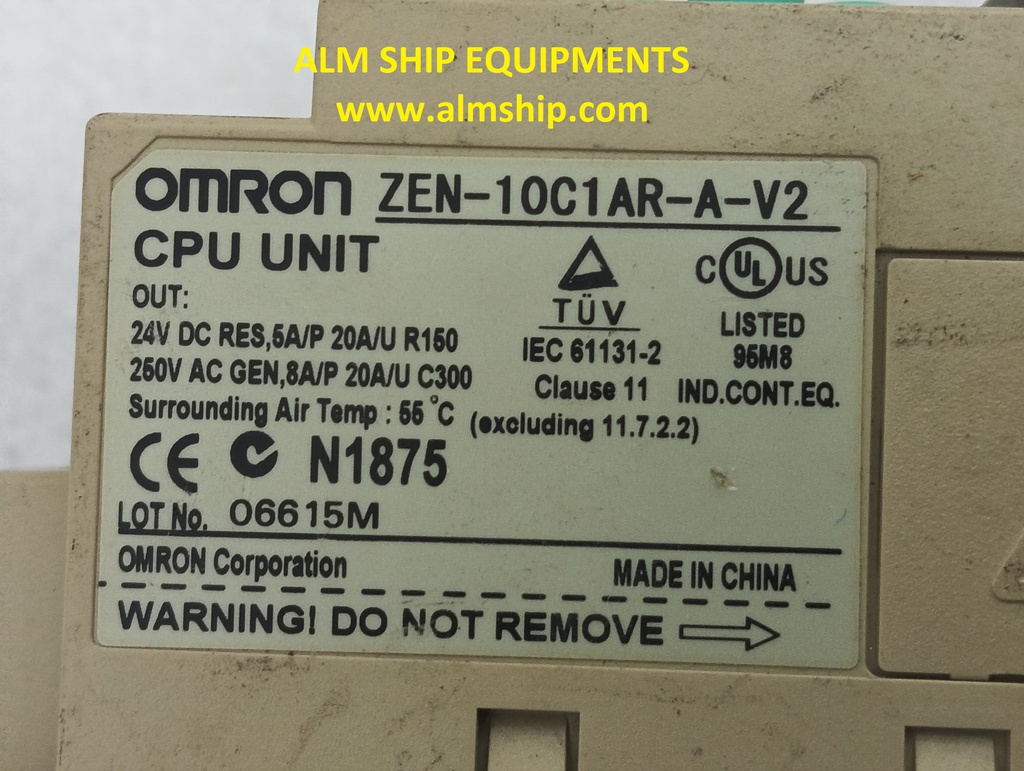 ALM SHIP EQUIPMENTS
www.almship.com
OMRON ZEN-10C1AR-A-V2
CPU UNIT
OUT:
24V DC RES,5A/P 20A/U R150
250V AC GEN,8A/P 20A/U C300
Surrounding Air Temp : 55°C
TÜV
IEC 61131-2
Clause 11
(excluding 11.7.2.2)
C UL US
LISTED
95M8
IND.CONT.EQ.
CE N1875
LOT No. 06615M
OMRON Corporation MADE IN CHINA
WARNING! DO NOT REMOVE